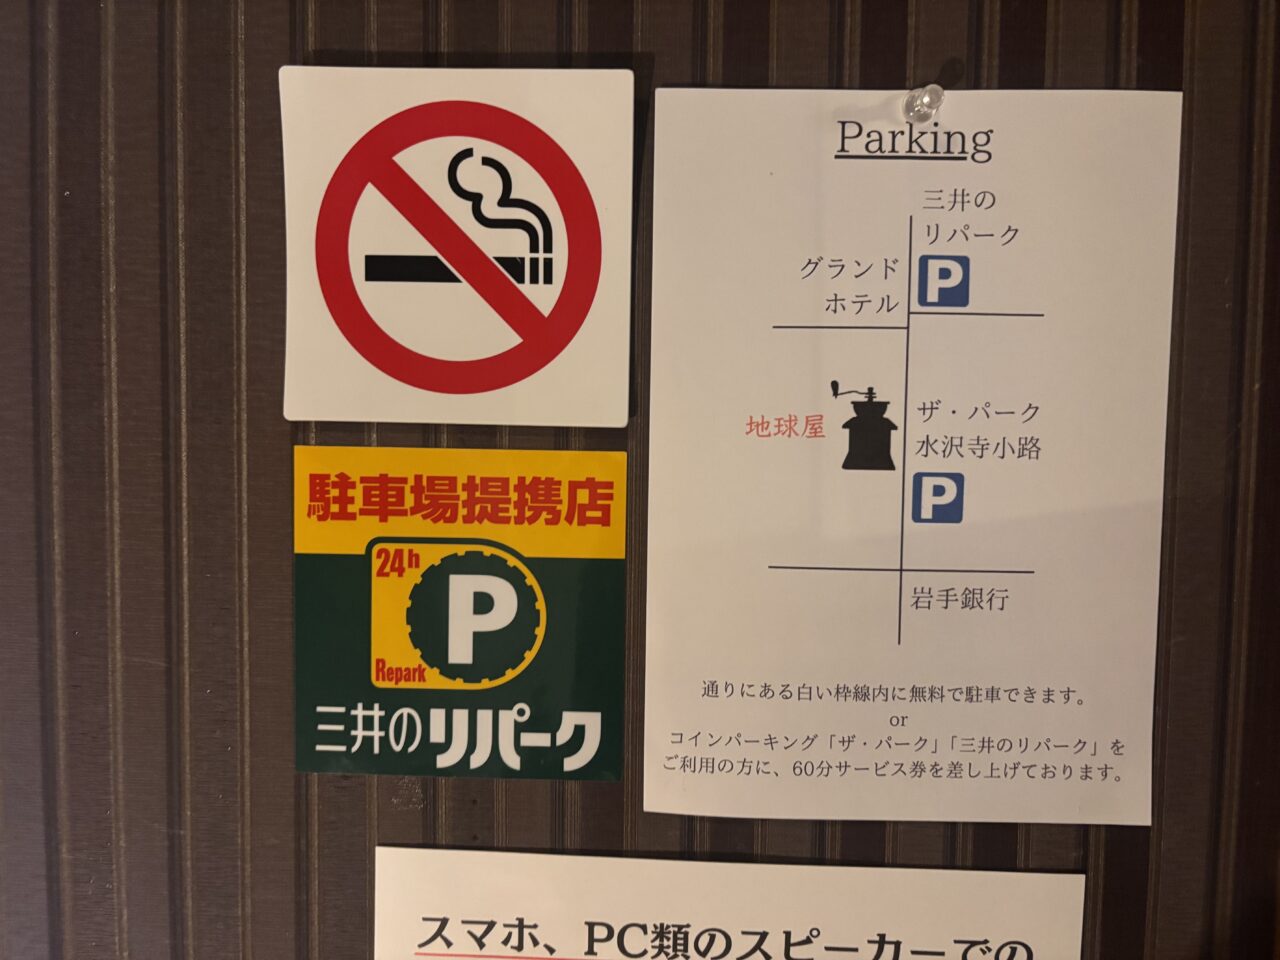 駐車場提携店
24h
P
Repark
三井のリパーク
Parking
三井の
リパーク
P
グランド
ホテル
地球屋
ザ・パーク
水沢寺小路
P
岩手銀行
通りにある白い枠線内に無料で駐車できます。
or
コインパーキング「ザ・パーク」「三井のリパーク」を
ご利用の方に、60分サービス券を差し上げております。
スマホ、PC類のスピーカーでの